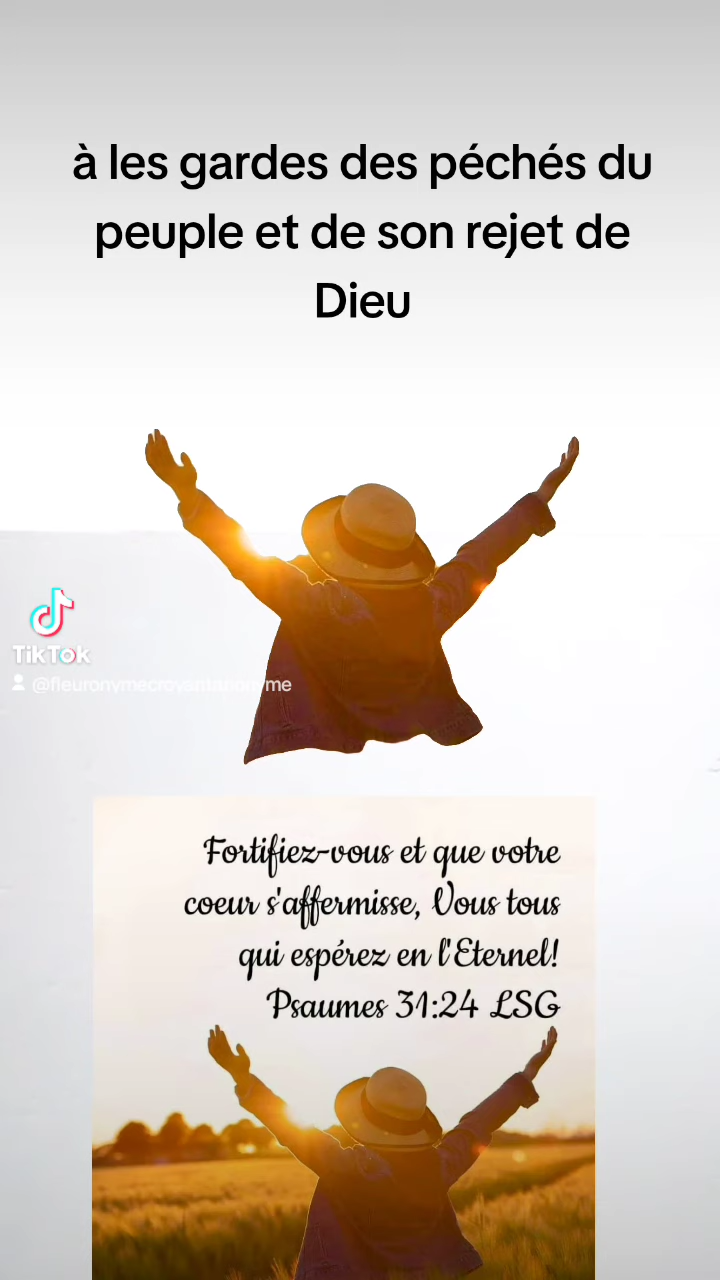 à les gardes des péchés du
peuple et de son rejet de
Dieu
TikTok
@fleuronymecroyantanonyme
Fortifiez-vous et que votre
coeur s'affermisse, Vous tous
qui espérez en l'Eternel!
Psaumes 31:24 LSG